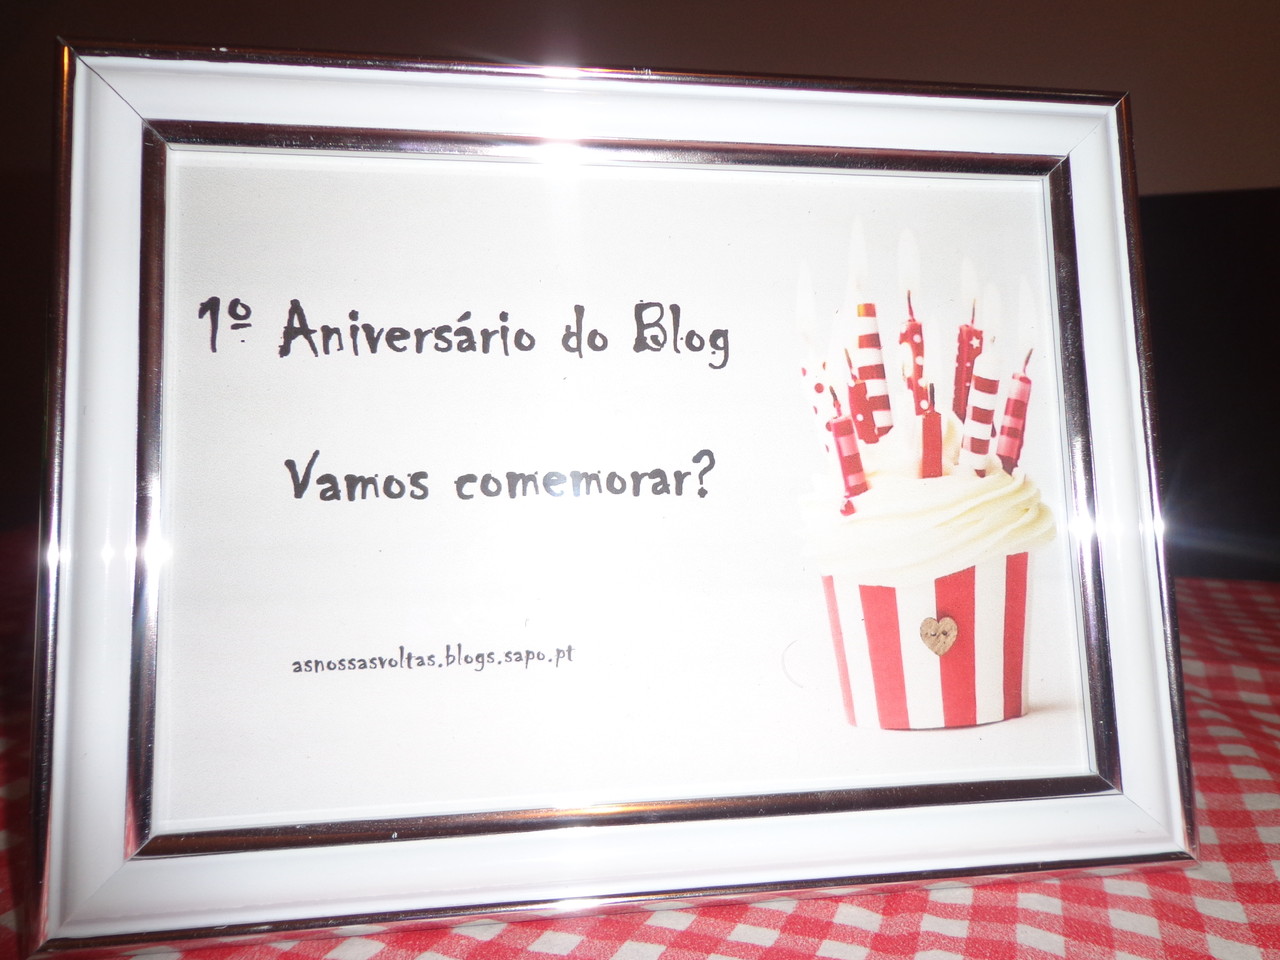 1º Aniversário do Blog
Vamos comemorar?
asnossasvoltas.blogs.sapo.pt